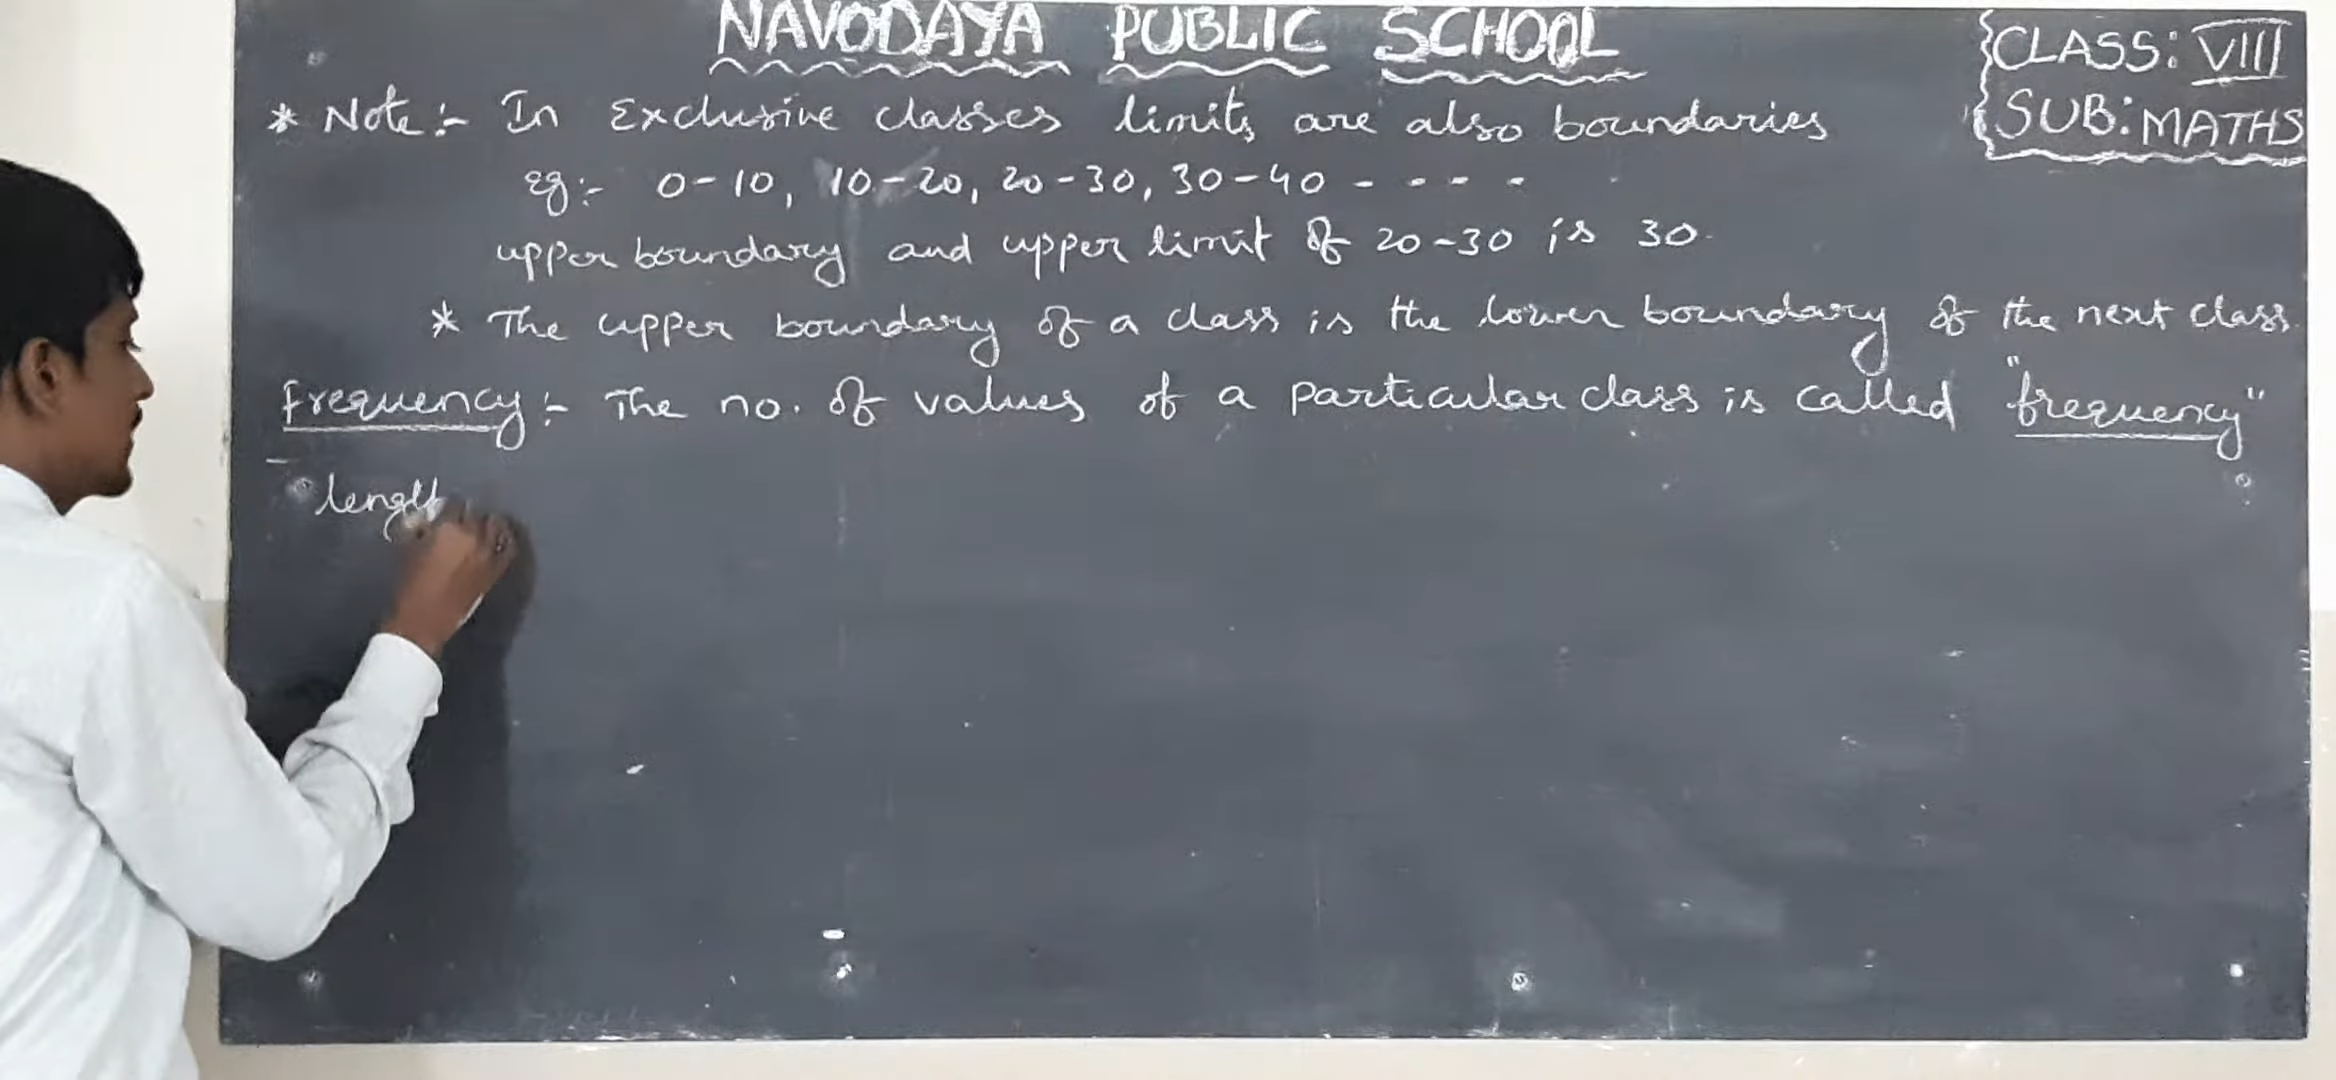 NAVODAYA PUBLIC SCHOOL
CLASS: VIII
SUB: MATHS
* Note:- In Exclusive classes limits are also boundaries
eg:- 0-10, 10-20, 20-30, 30-40 - - - -
upper boundary and upper limit of 20-30 is 30.
* The upper boundary of a class is the lower boundary of the next class.
frequency:- The no. of values of a particular class is called "frequency"